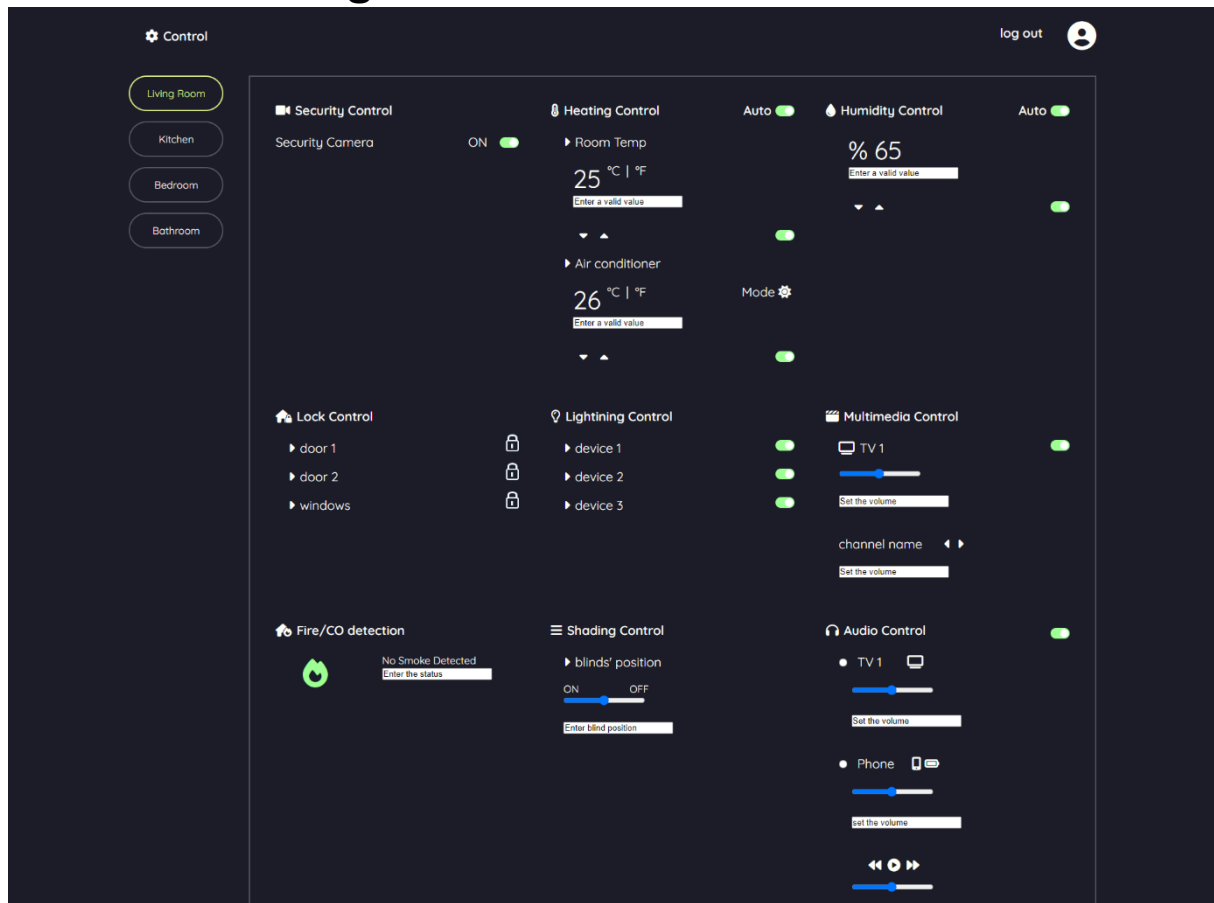 Control
log out
Living Room
Kitchen
Bedroom
Bathroom
Security Control
Security Camera ON
Heating Control Auto
Room Temp
25 °C | °F
Enter a valid value
Air conditioner
26 °C | °F Mode
Enter a valid value
Humidity Control Auto
% 65
Enter a valid value
Lock Control
door 1
door 2
windows
Lightining Control
device 1
device 2
device 3
Multimedia Control
TV 1
Set the volume
channel name
Set the volume
Fire/CO detection
No Smoke Detected
Enter the status
Shading Control
blinds' position
ON OFF
Enter blind position
Audio Control
TV 1
Set the volume
Phone
set the volume